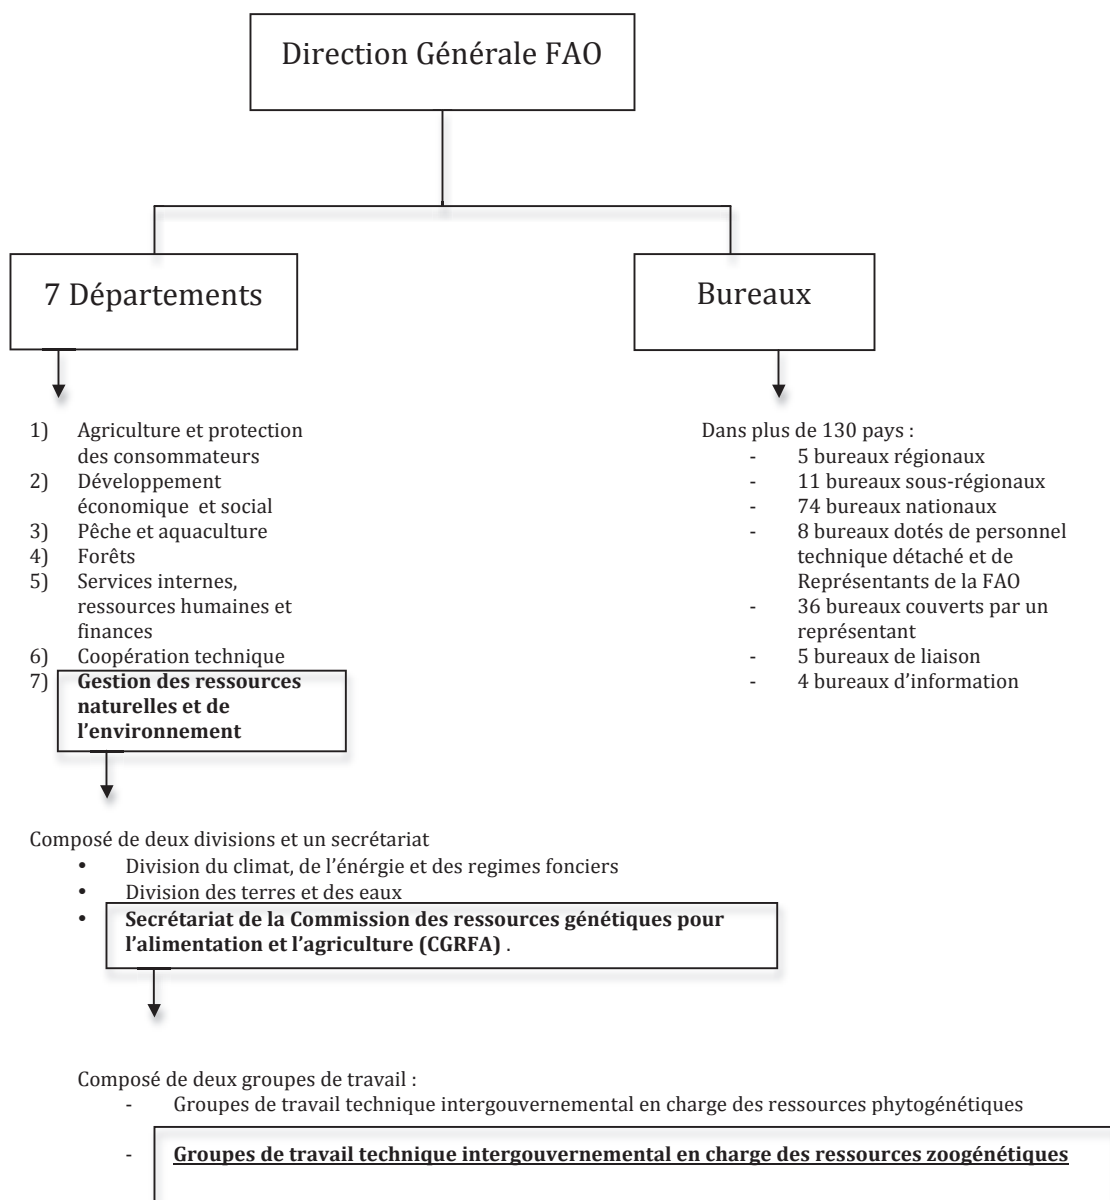 Direction Générale FAO
7 Départements
Bureaux
1) Agriculture et protection
des consommateurs
2) Développement
économique et social
3) Pêche et aquaculture
4) Forêts
5) Services internes,
ressources humaines et
finances
6) Coopération technique
7) Gestion des ressources
naturelles et de
l'environnement
Dans plus de 130 pays :
- 5 bureaux régionaux
- 11 bureaux sous-régionaux
- 74 bureaux nationaux
- 8 bureaux dotés de personnel
technique détaché et de
Représentants de la FAO
- 36 bureaux couverts par un
représentant
- 5 bureaux de liaison
- 4 bureaux d'information
Composé de deux divisions et un secrétariat
• Division du climat, de l'énérgie et des regimes fonciers
• Division des terres et des eaux
• Secrétariat de la Commission des ressources génétiques pour
l'alimentation et l'agriculture (CGRFA) .
Composé de deux groupes de travail :
- Groupes de travail technique intergouvernemental en charge des ressources phytogénétiques
- Groupes de travail technique intergouvernemental en charge des ressources zoogénétiques